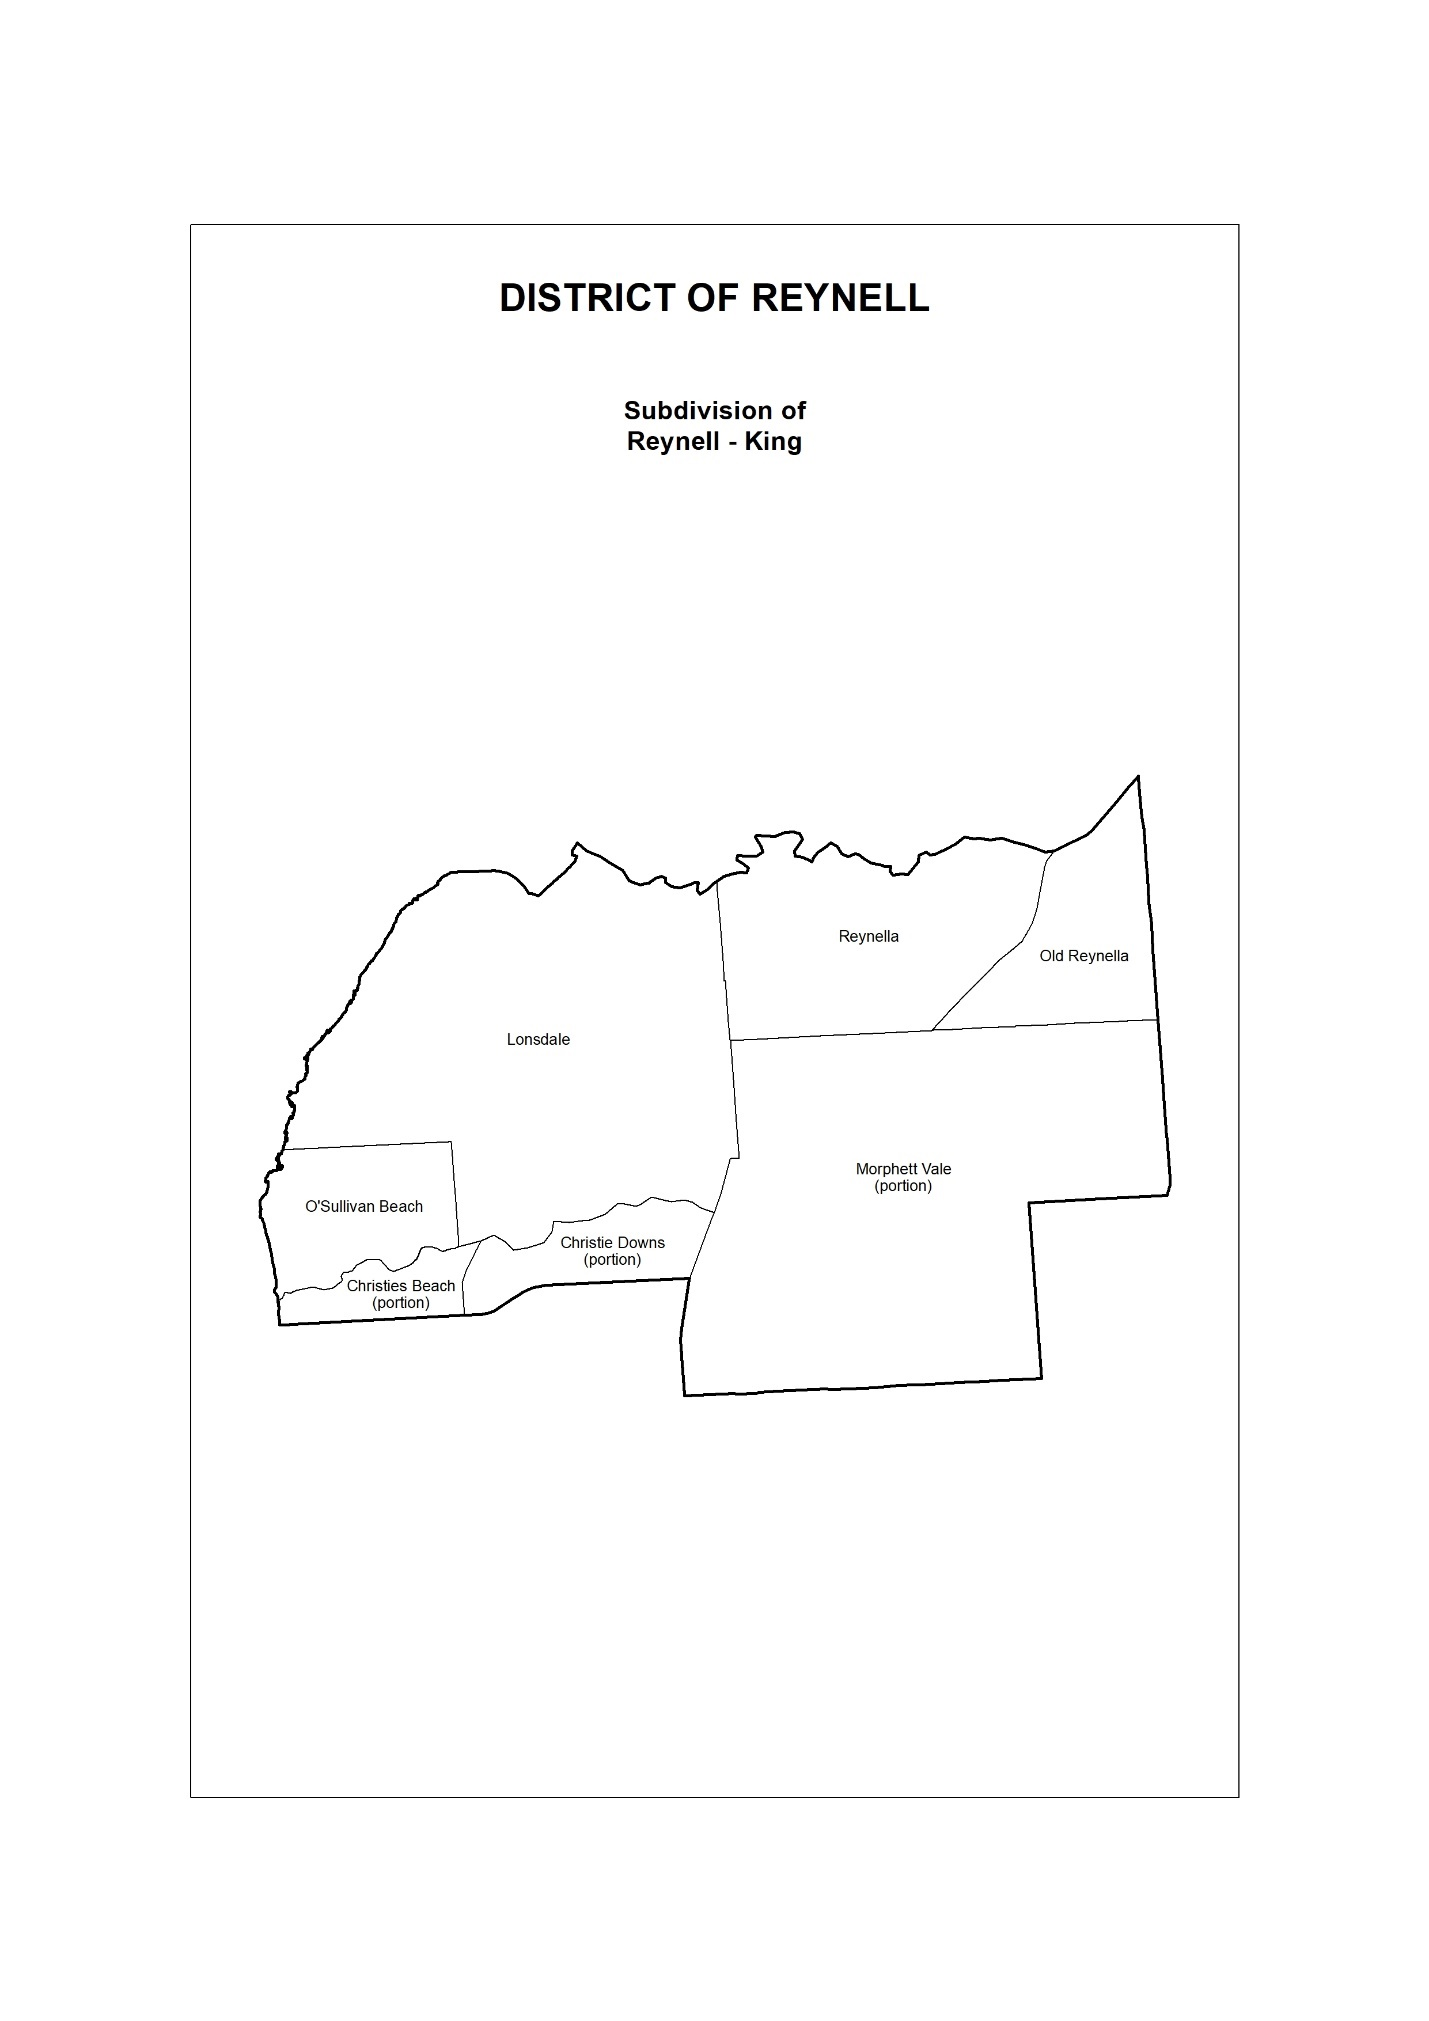 DISTRICT OF REYNELL
Subdivision of
Reynell - King
Reynella
Old Reynella
Lonsdale
Morphett Vale
(portion)
O'Sullivan Beach
Christie Downs
(portion)
Christies Beach
(portion)